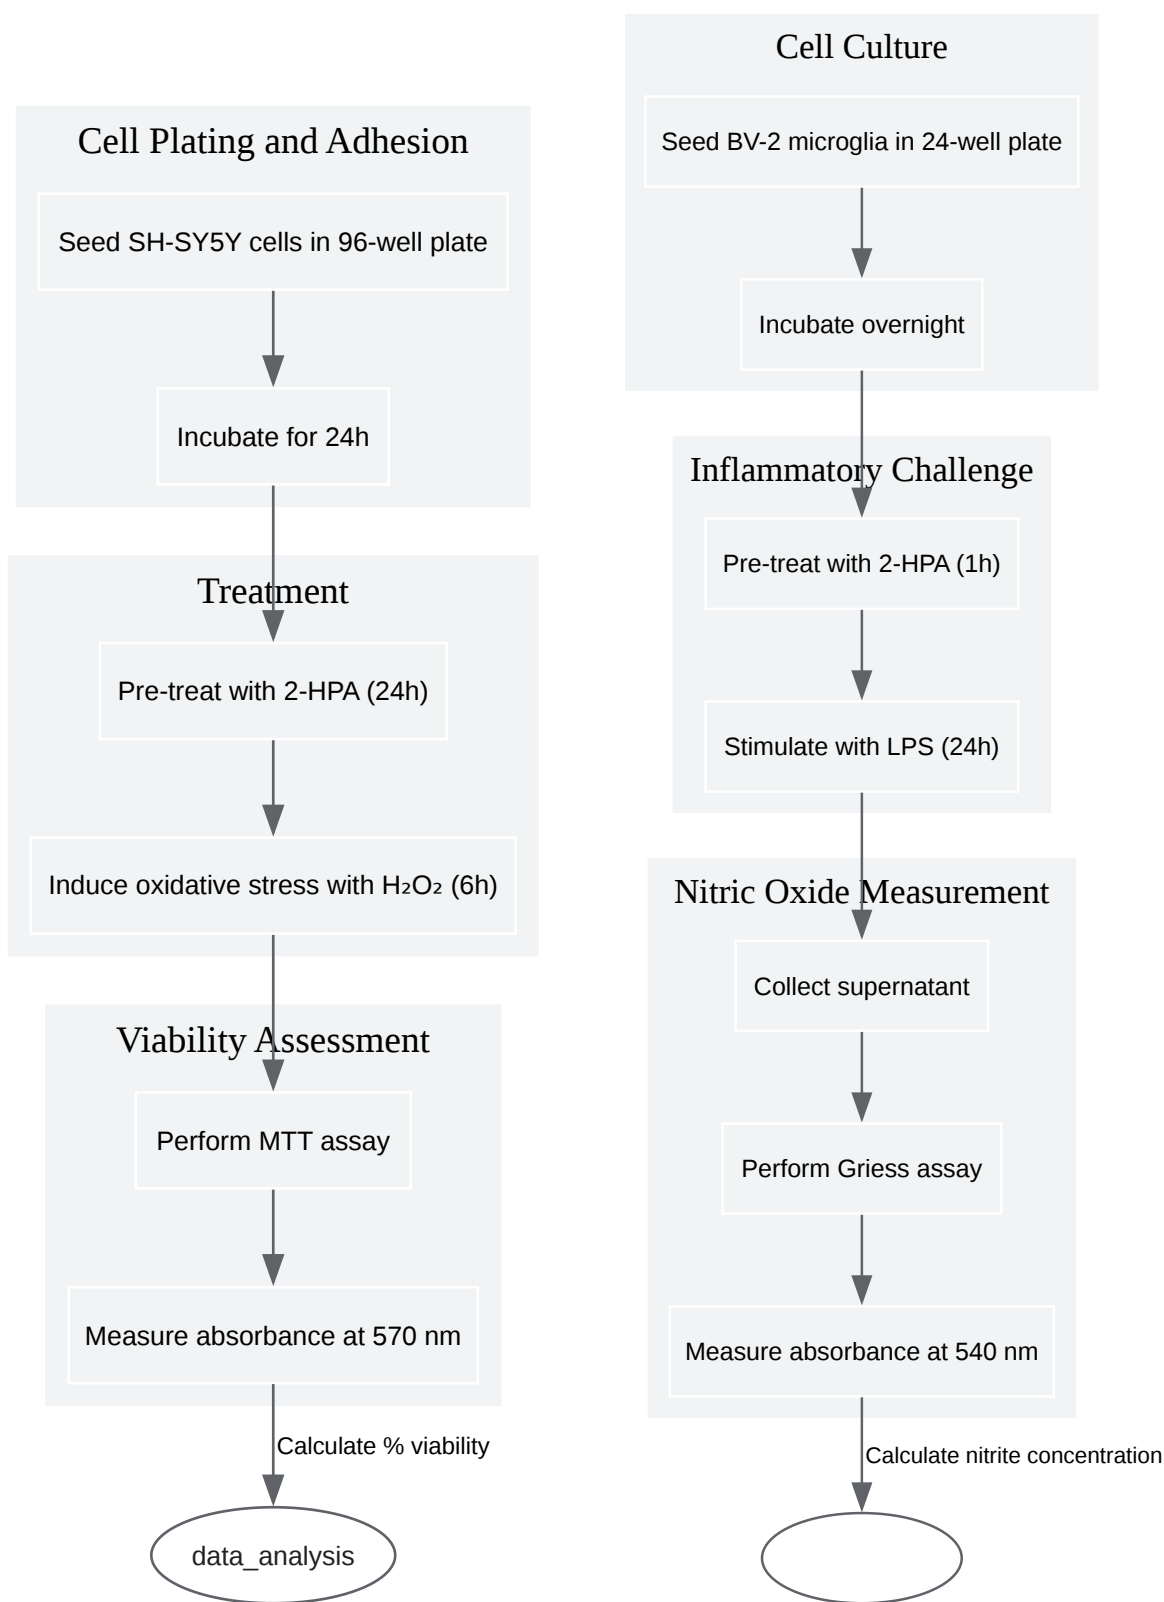 Cell Plating and Adhesion
Seed SH-SY5Y cells in 96-well plate
Incubate for 24h
Treatment
Pre-treat with 2-HPA (24h)
Induce oxidative stress with H₂O₂ (6h)
Viability Assessment
Perform MTT assay
Measure absorbance at 570 nm
Calculate % viability
data_analysis
Cell Culture
Seed BV-2 microglia in 24-well plate
Incubate overnight
Inflammatory Challenge
Pre-treat with 2-HPA (1h)
Stimulate with LPS (24h)
Nitric Oxide Measurement
Collect supernatant
Perform Griess assay
Measure absorbance at 540 nm
Calculate nitrite concentration